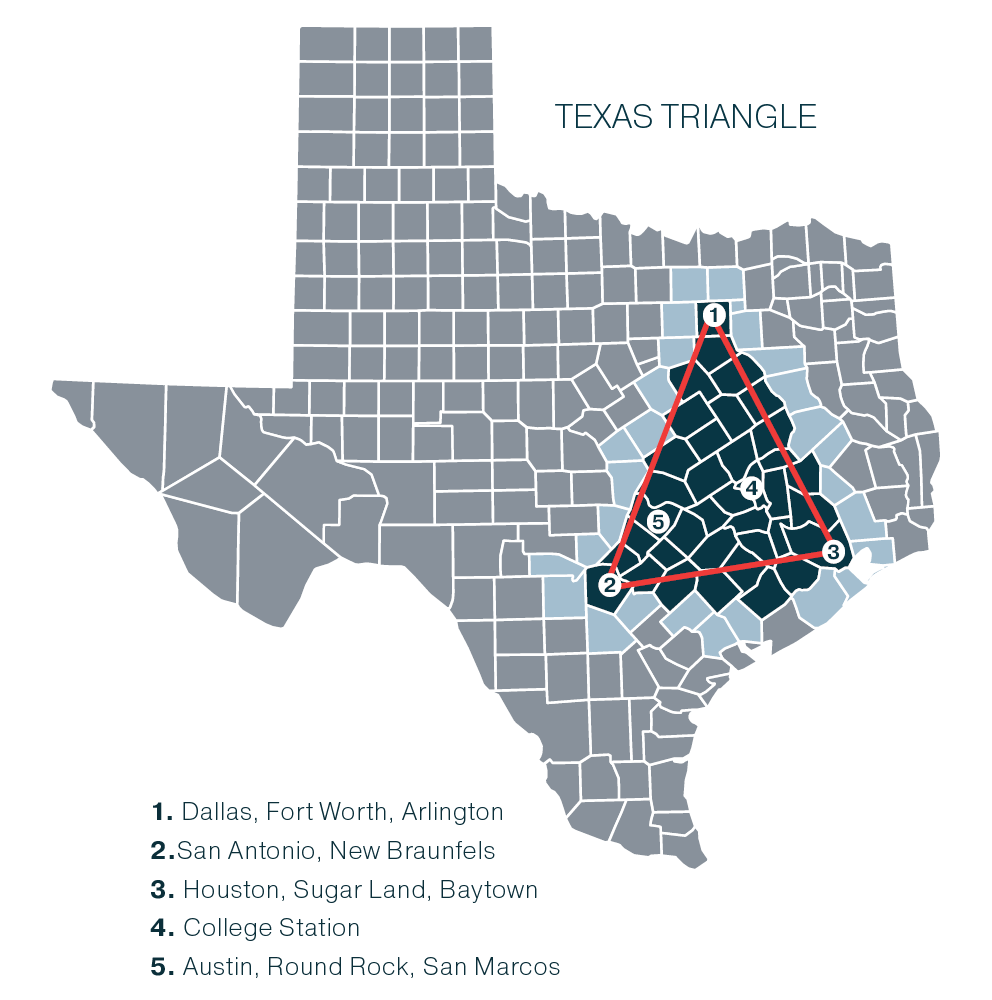 TEXAS TRIANGLE
1
4
5
3
2
1. Dallas, Fort Worth, Arlington
2.San Antonio, New Braunfels
3. Houston, Sugar Land, Baytown
4. College Station
5. Austin, Round Rock, San Marcos